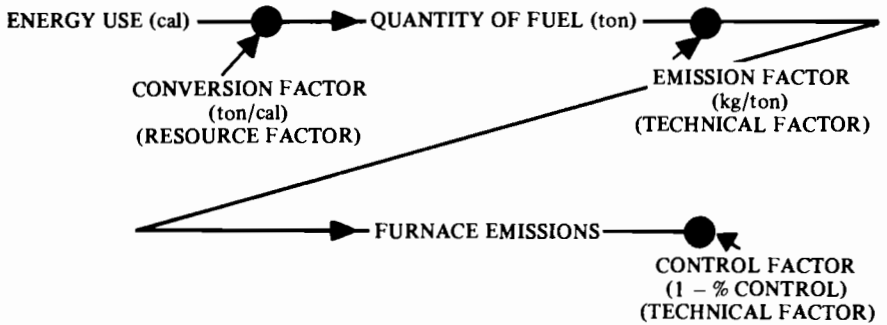 ENERGY USE (cal)
QUANTITY OF FUEL (ton)
CONVERSION FACTOR
(ton/cal)
(RESOURCE FACTOR)
EMISSION FACTOR
(kg/ton)
(TECHNICAL FACTOR)
FURNACE EMISSIONS
CONTROL FACTOR
(1 – % CONTROL)
(TECHNICAL FACTOR)